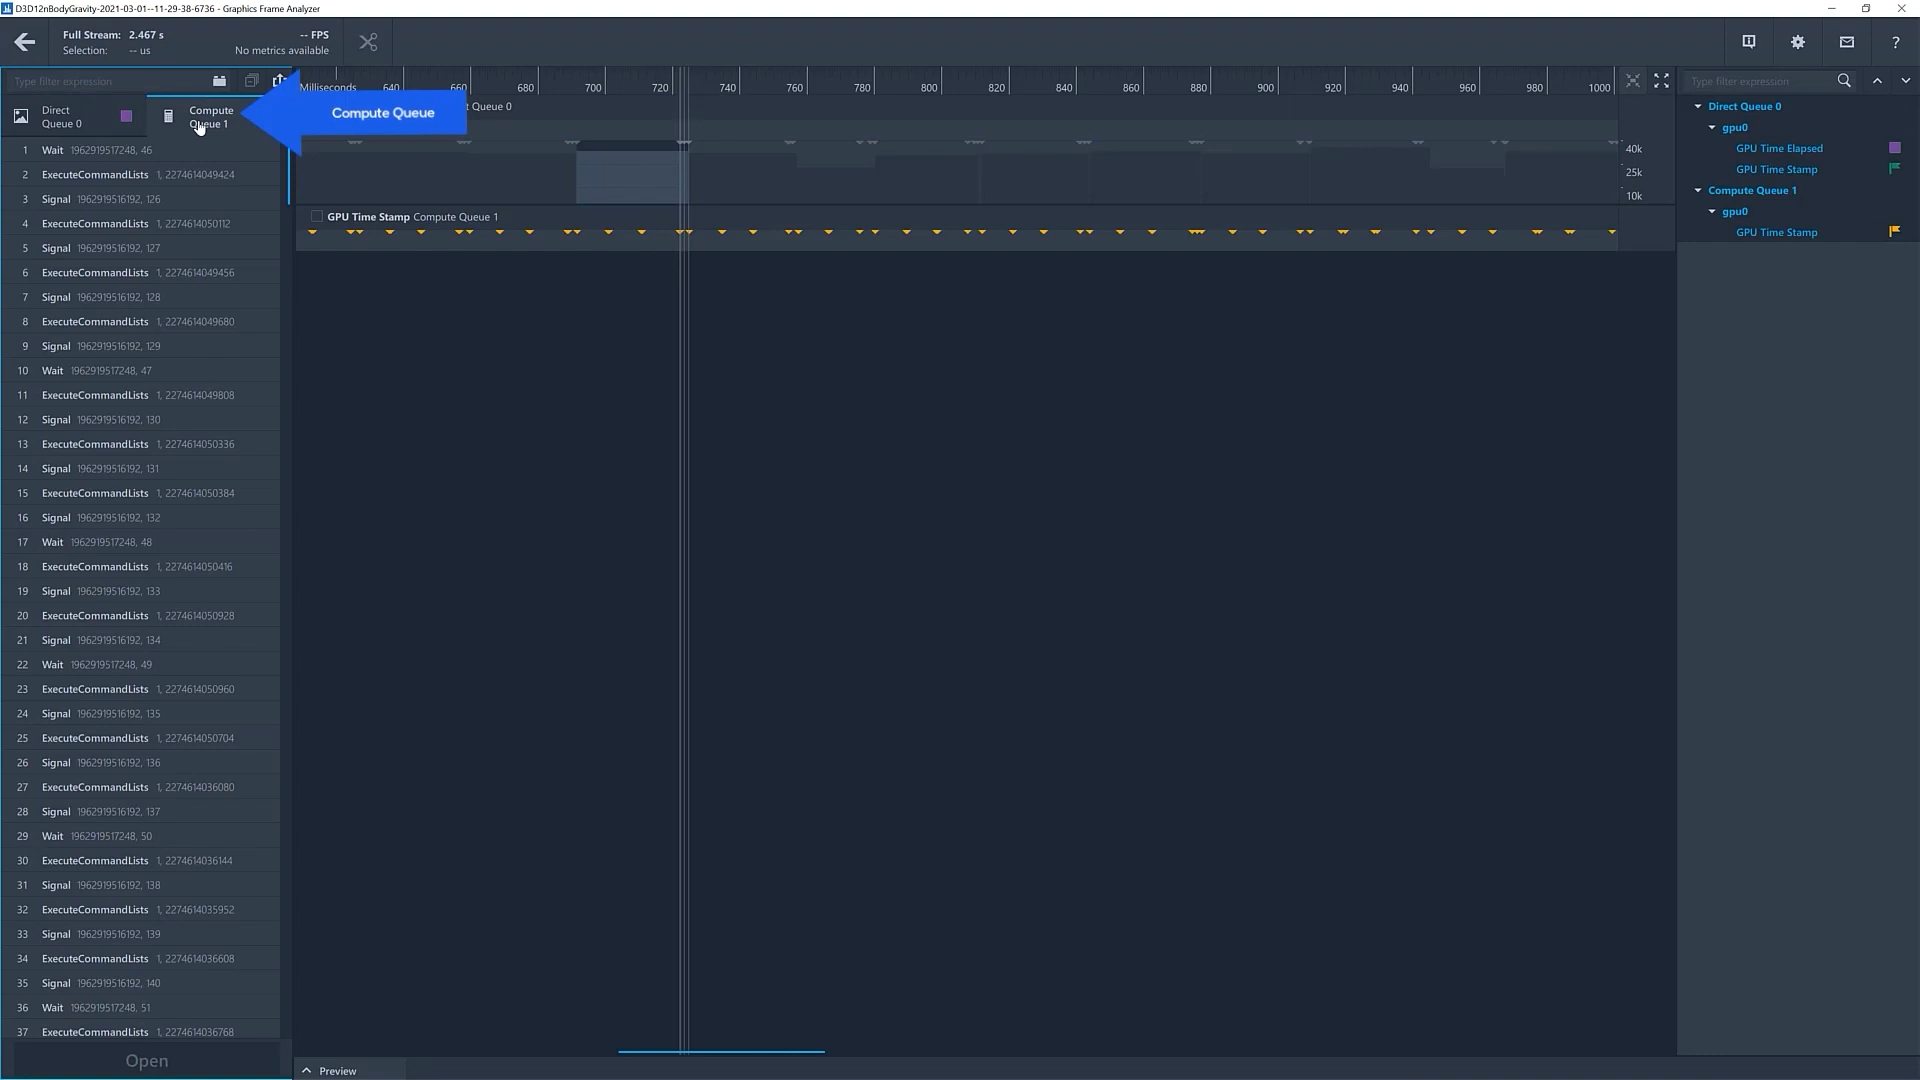 D3D12nBodyGravity-2021-03-01--11-29-38-6736 - Graphics Frame Analyzer
Full Stream: 2.467 s
-- FPS
Selection: -- us
No metrics available
Type filter expression
Direct Queue 0
Compute Queue 1
Compute Queue
Milliseconds 640 660 680 700 720 740 760 780 800 820 840 860 880 900 920 940 960 980 1000
t Queue 0
40k
25k
10k
GPU Time Stamp Compute Queue 1
1 Wait 1962919517248, 46
2 ExecuteCommandLists 1, 2274614049424
3 Signal 1962919516192, 126
4 ExecuteCommandLists 1, 2274614050112
5 Signal 1962919516192, 127
6 ExecuteCommandLists 1, 2274614049456
7 Signal 1962919516192, 128
8 ExecuteCommandLists 1, 2274614049680
9 Signal 1962919516192, 129
10 Wait 1962919517248, 47
11 ExecuteCommandLists 1, 2274614049808
12 Signal 1962919516192, 130
13 ExecuteCommandLists 1, 2274614050336
14 Signal 1962919516192, 131
15 ExecuteCommandLists 1, 2274614050384
16 Signal 1962919516192, 132
17 Wait 1962919517248, 48
18 ExecuteCommandLists 1, 2274614050416
19 Signal 1962919516192, 133
20 ExecuteCommandLists 1, 2274614050928
21 Signal 1962919516192, 134
22 Wait 1962919517248, 49
23 ExecuteCommandLists 1, 2274614050960
24 Signal 1962919516192, 135
25 ExecuteCommandLists 1, 2274614050704
26 Signal 1962919516192, 136
27 ExecuteCommandLists 1, 2274614036080
28 Signal 1962919516192, 137
29 Wait 1962919517248, 50
30 ExecuteCommandLists 1, 2274614036144
31 Signal 1962919516192, 138
32 ExecuteCommandLists 1, 2274614035952
33 Signal 1962919516192, 139
34 ExecuteCommandLists 1, 2274614036608
35 Signal 1962919516192, 140
36 Wait 1962919517248, 51
37 ExecuteCommandLists 1, 2274614036768
Open
Preview
Type filter expression
Direct Queue 0
gpu0
GPU Time Elapsed
GPU Time Stamp
Compute Queue 1
gpu0
GPU Time Stamp